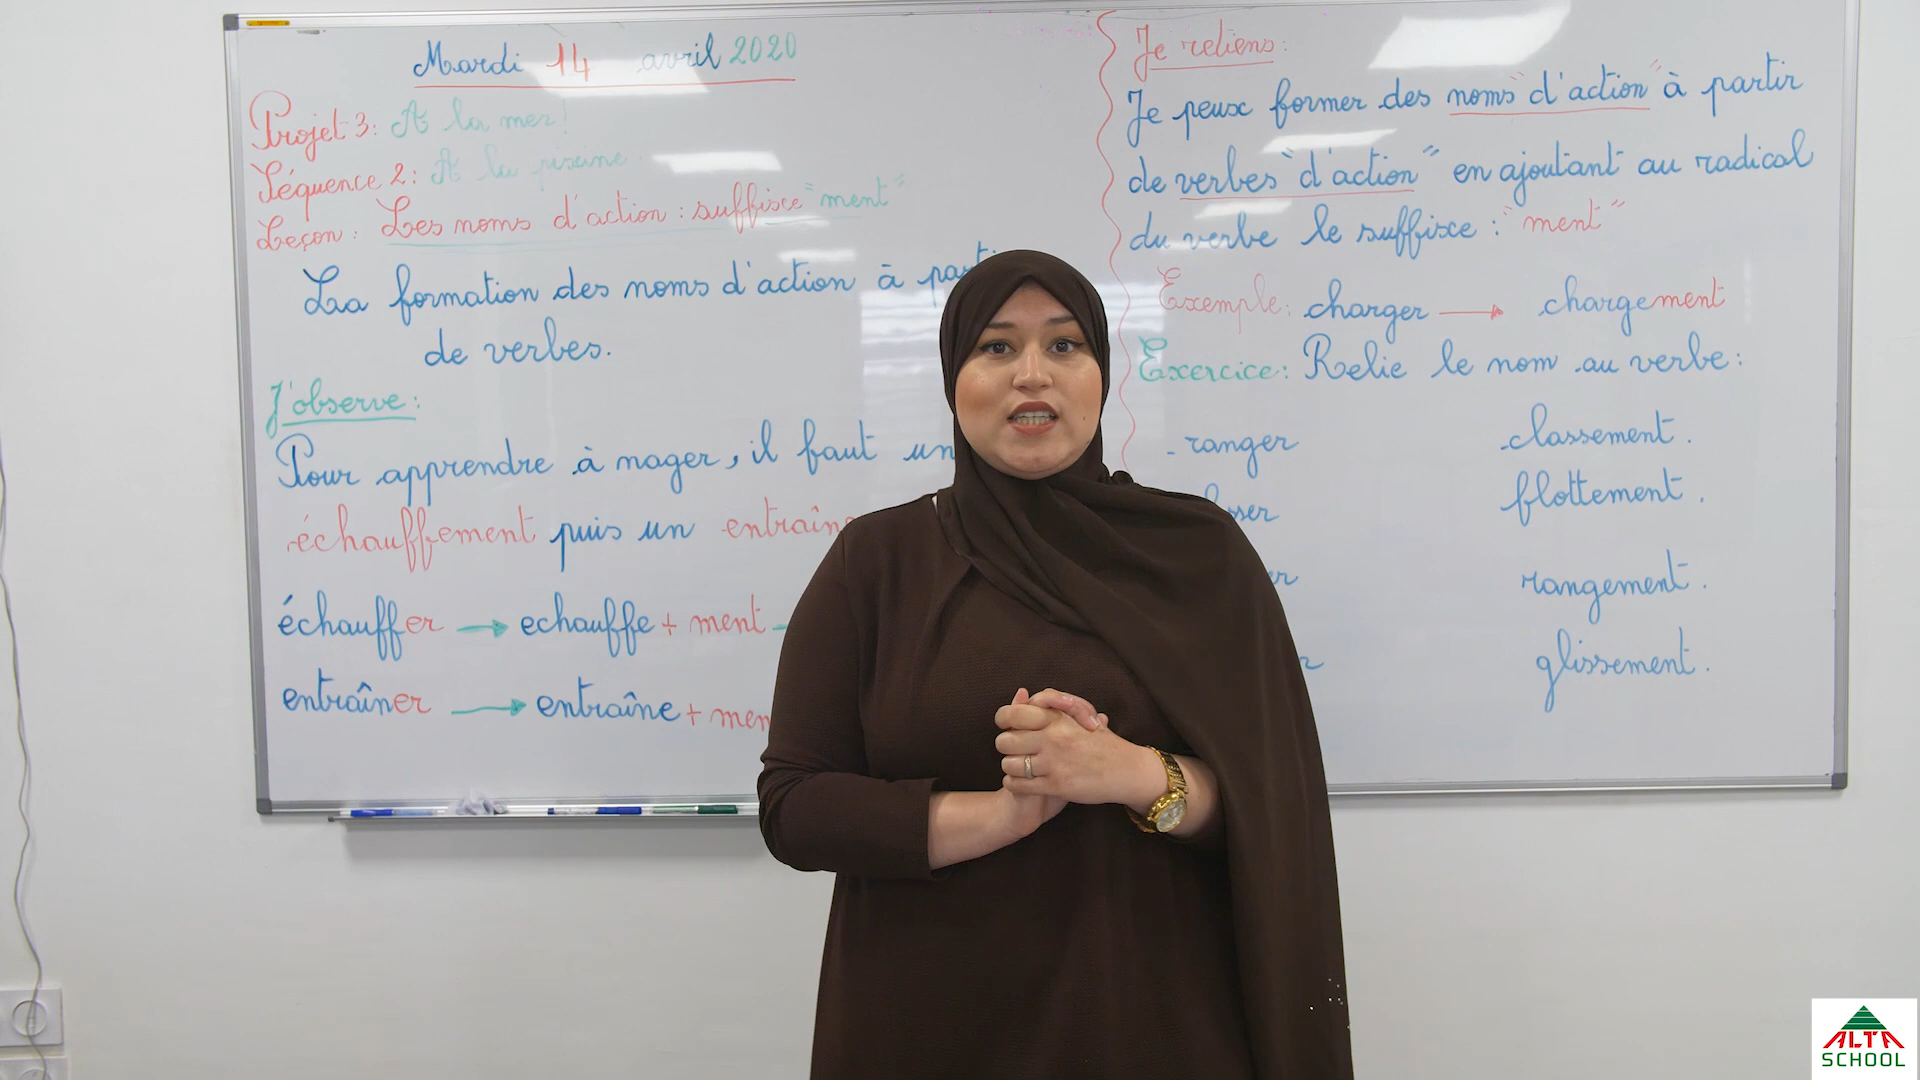 Mardi 14 avril 2020
Projet 3: A la mer!
Séquence 2: A la piscine.
Leçon: Les noms d'action: suffixe "ment"
La formation des noms d'action à
de verbes.
J'observe:
Pour apprendre à nager, il faut un
échauffement puis un
échauffer → echauffe + ment
entraîner → entraîne +
Je retiens:
Je peux former des noms "d'action" à partir
de verbes "d'action" en ajoutant au radical
du verbe le suffixe: "ment"
Exemple: charger → chargement
Exercice: Relie le nom au verbe:
- ranger classement.
flottement.
rangement.
glissement.
ALTA
SCHOOL